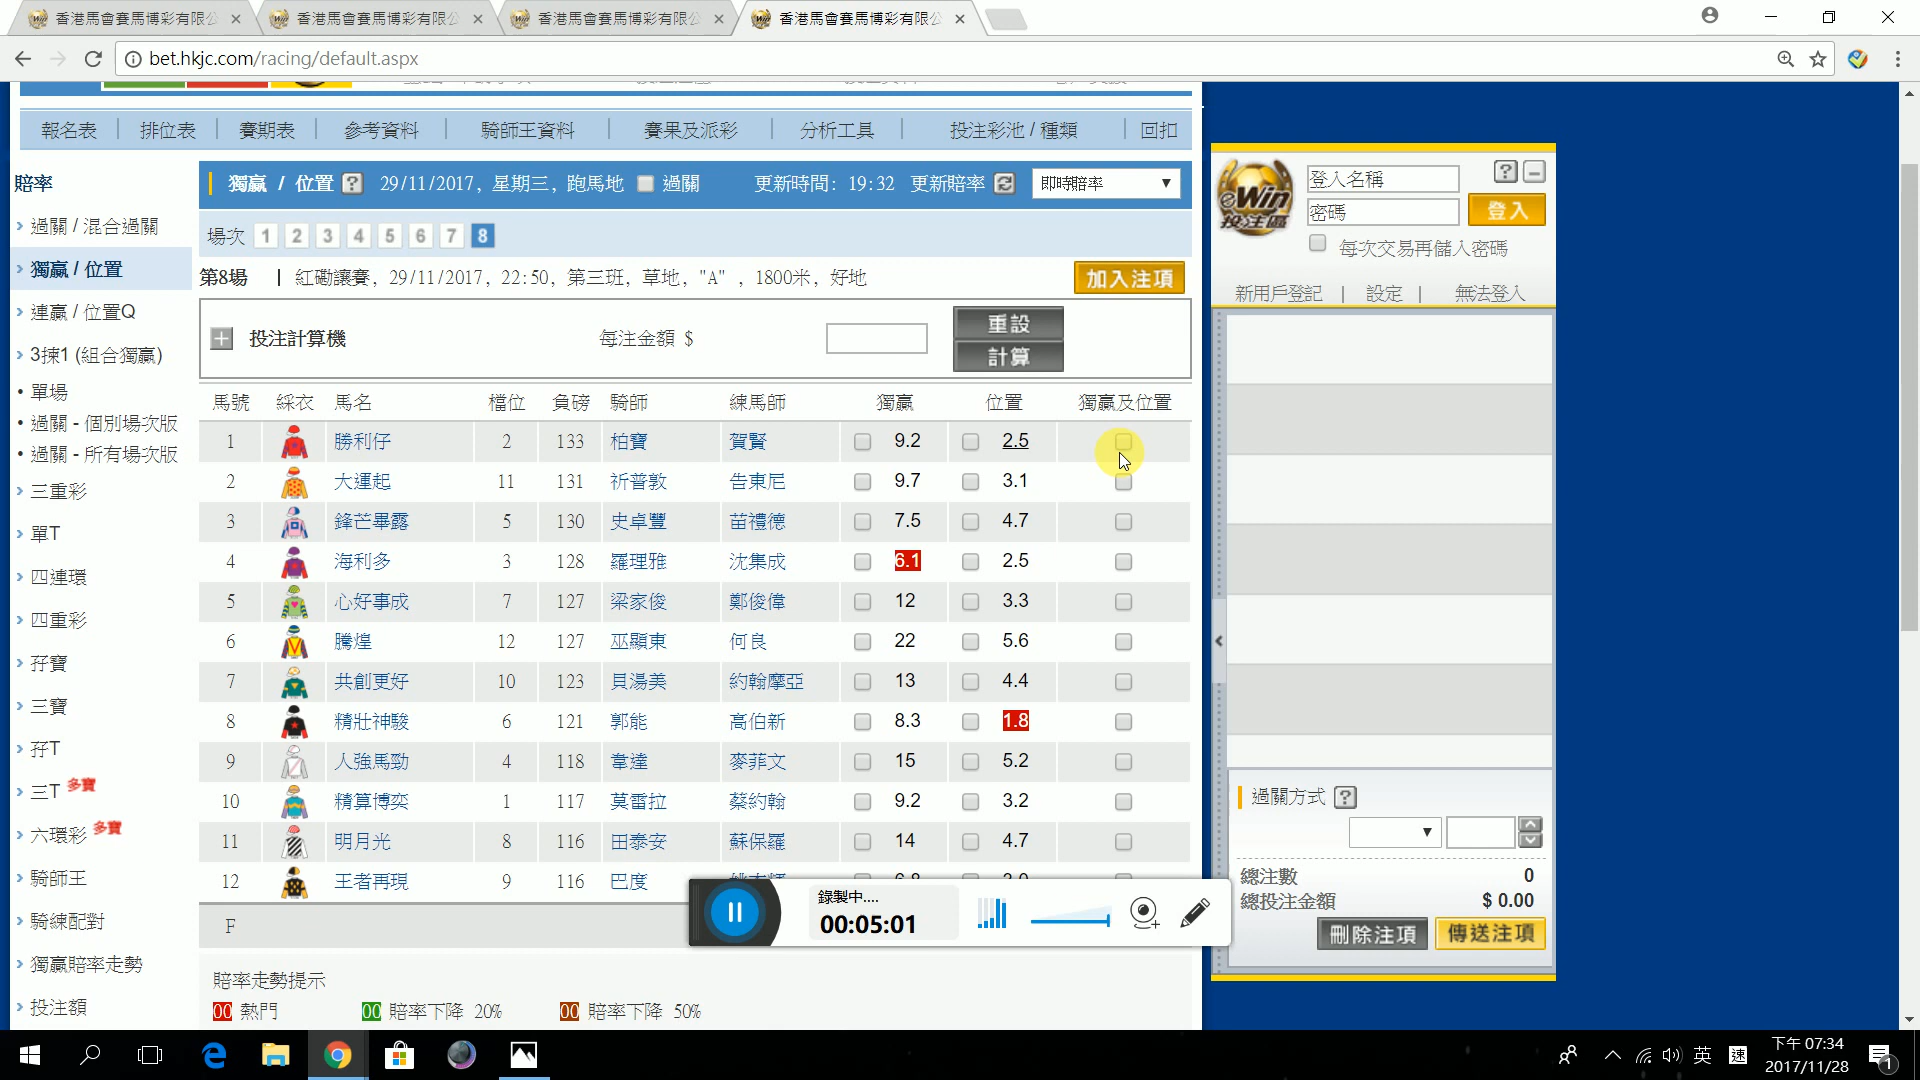 香港馬會賽馬博彩有限公
香港馬會賽馬博彩有限公
香港馬會賽馬博彩有限公
香港馬會賽馬博彩有限公
bet.hkjc.com/racing/default.aspx
報名表 排位表 賽期表 參考資料 騎師王資料 賽果及派彩 分析工具 投注彩池 / 種類 回扣
賠率
過關 / 混合過關
獨贏 / 位置
連贏 / 位置Q
3揀1 (組合獨贏)
單場
過關 - 個別場次版
過關 - 所有場次版
三重彩
單T
四連環
四重彩
孖寶
三寶
孖T
三T 多寶
六環彩 多寶
騎師王
騎練配對
獨贏賠率走勢
投注額
獨贏 / 位置 ? 29/11/2017, 星期三, 跑馬地 過關 更新時間: 19:32 更新賠率 即時賠率
場次 1 2 3 4 5 6 7 8
第8場 | 紅磡讓賽, 29/11/2017, 22:50, 第三班, 草地, "A" , 1800米, 好地 加入注項
投注計算機 每注金額 $ 重設
計算
馬號 綵衣 馬名 檔位 負磅 騎師 練馬師 獨贏 位置 獨贏及位置
1 勝利仔 2 133 柏寶 賀賢 9.2 2.5
2 大運起 11 131 祈普敦 告東尼 9.7 3.1
3 鋒芒畢露 5 130 史卓豐 苗禮德 7.5 4.7
4 海利多 3 128 羅理雅 沈集成 6.1 2.5
5 心好事成 7 127 梁家俊 鄭俊偉 12 3.3
6 騰煌 12 127 巫顯東 何良 22 5.6
7 共創更好 10 123 貝湯美 約翰摩亞 13 4.4
8 精壯神駿 6 121 郭能 高伯新 8.3 1.8
9 人強馬勁 4 118 韋達 麥菲文 15 5.2
10 精算博奕 1 117 莫雷拉 蔡約翰 9.2 3.2
11 明月光 8 116 田泰安 蘇保羅 14 4.7
12 王者再現 9 116 巴度
F
賠率走勢提示
00 熱門 00 賠率下降 20% 00 賠率下降 50%
錄製中....
00:05:01
eWin
投注區
登入名稱 ?
密碼 登入
每次交易再儲入密碼
新用戶登記 | 設定 | 無法登入
過關方式 ?
總注數 0
總投注金額 $ 0.00
刪除注項 傳送注項
英 速
下午 07:34
2017/11/28
1